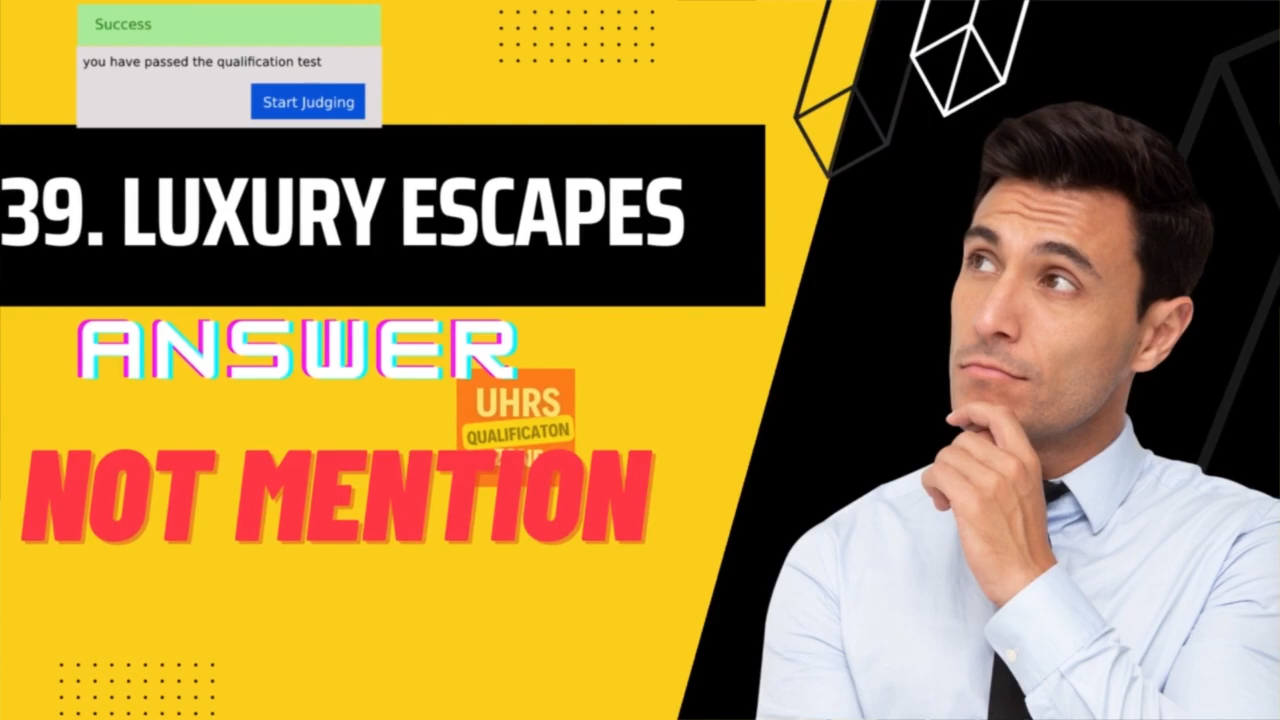 Success
you have passed the qualification test
Start Judging
39. LUXURY ESCAPES
ANSWER
UHRS
QUALIFICATON
NOT MENTION